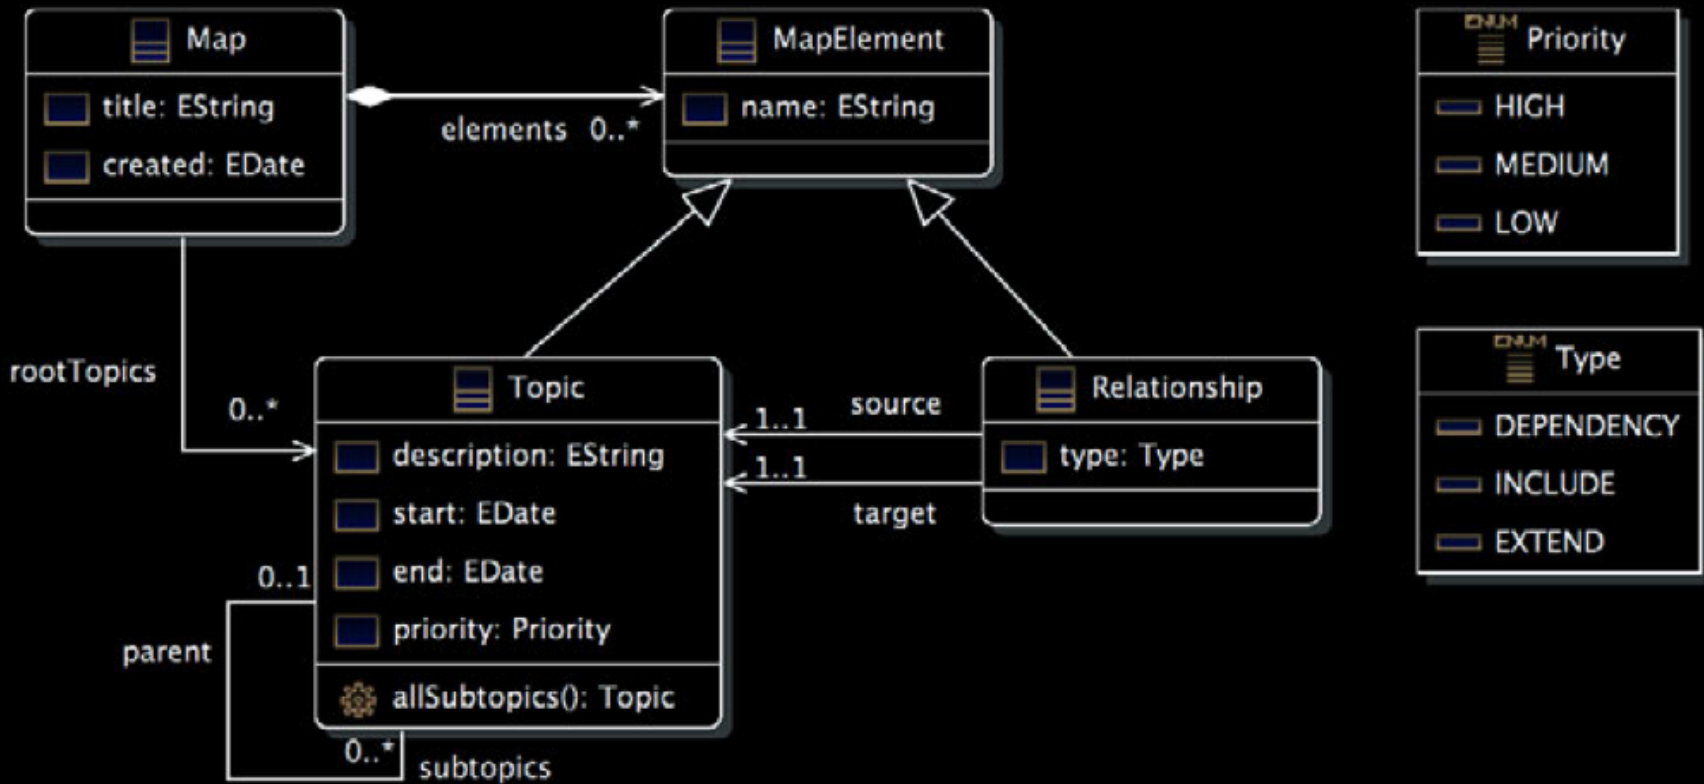 Map
title: EString
created: EDate
elements 0..*
MapElement
name: EString
ENUM
Priority
HIGH
MEDIUM
LOW
rootTopics
0..*
Topic
description: EString
start: EDate
end: EDate
priority: Priority
allSubtopics(): Topic
0..1
parent
0..*
subtopics
1..1
source
1..1
target
Relationship
type: Type
ENUM
Type
DEPENDENCY
INCLUDE
EXTEND